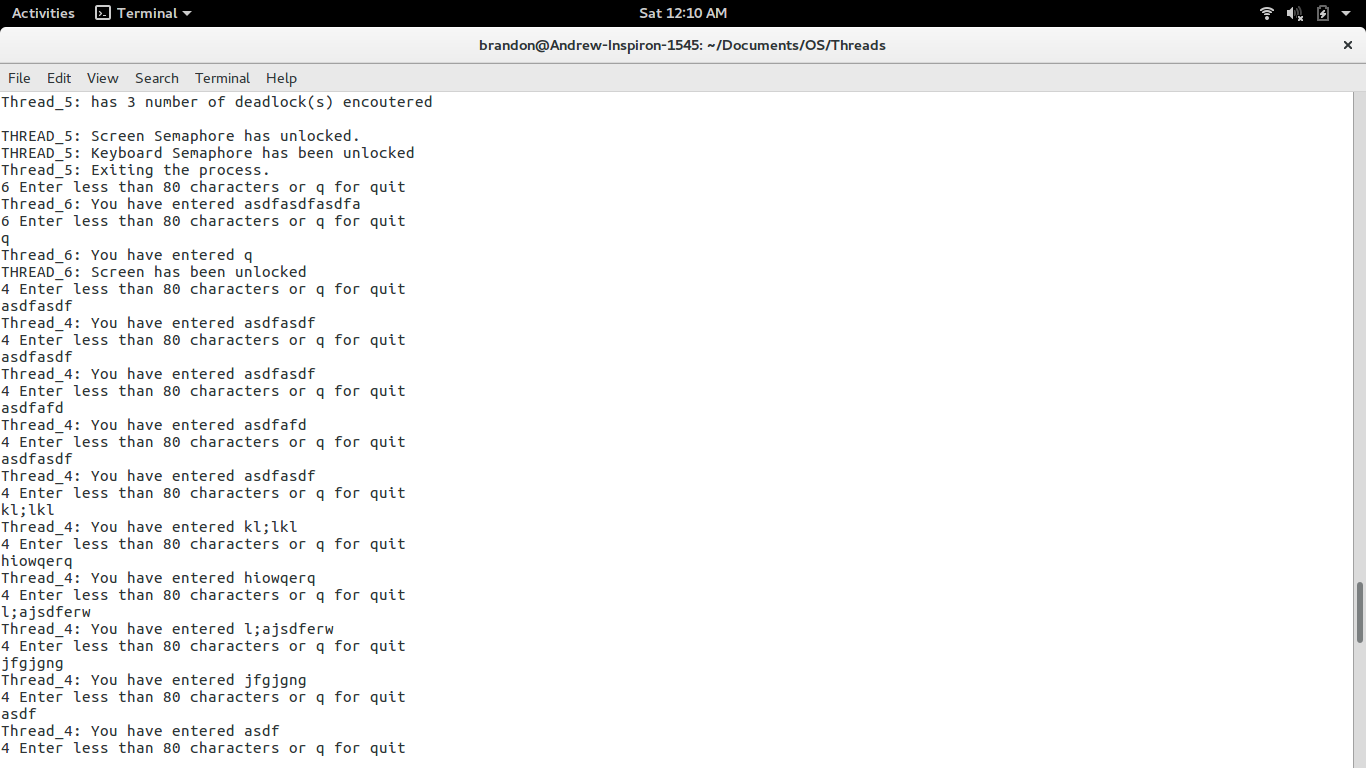 Activities Terminal Sat 12:10 AM
brandon@Andrew-Inspiron-1545: ~/Documents/OS/Threads
File Edit View Search Terminal Help
Thread_5: has 3 number of deadlock(s) encoutered
THREAD_5: Screen Semaphore has unlocked.
THREAD_5: Keyboard Semaphore has been unlocked
Thread_5: Exiting the process.
6 Enter less than 80 characters or q for quit
Thread_6: You have entered asdfasdfasdfa
6 Enter less than 80 characters or q for quit
q
Thread_6: You have entered q
THREAD_6: Screen has been unlocked
4 Enter less than 80 characters or q for quit
asdfasdf
Thread_4: You have entered asdfasdf
4 Enter less than 80 characters or q for quit
asdfasdf
Thread_4: You have entered asdfasdf
4 Enter less than 80 characters or q for quit
asdfafd
Thread_4: You have entered asdfafd
4 Enter less than 80 characters or q for quit
asdfasdf
Thread_4: You have entered asdfasdf
4 Enter less than 80 characters or q for quit
kl;lkl
Thread_4: You have entered kl;lkl
4 Enter less than 80 characters or q for quit
hiowqerq
Thread_4: You have entered hiowqerq
4 Enter less than 80 characters or q for quit
l;ajsdferw
Thread_4: You have entered l;ajsdferw
4 Enter less than 80 characters or q for quit
jfgjgng
Thread_4: You have entered jfgjgng
4 Enter less than 80 characters or q for quit
asdf
Thread_4: You have entered asdf
4 Enter less than 80 characters or q for quit